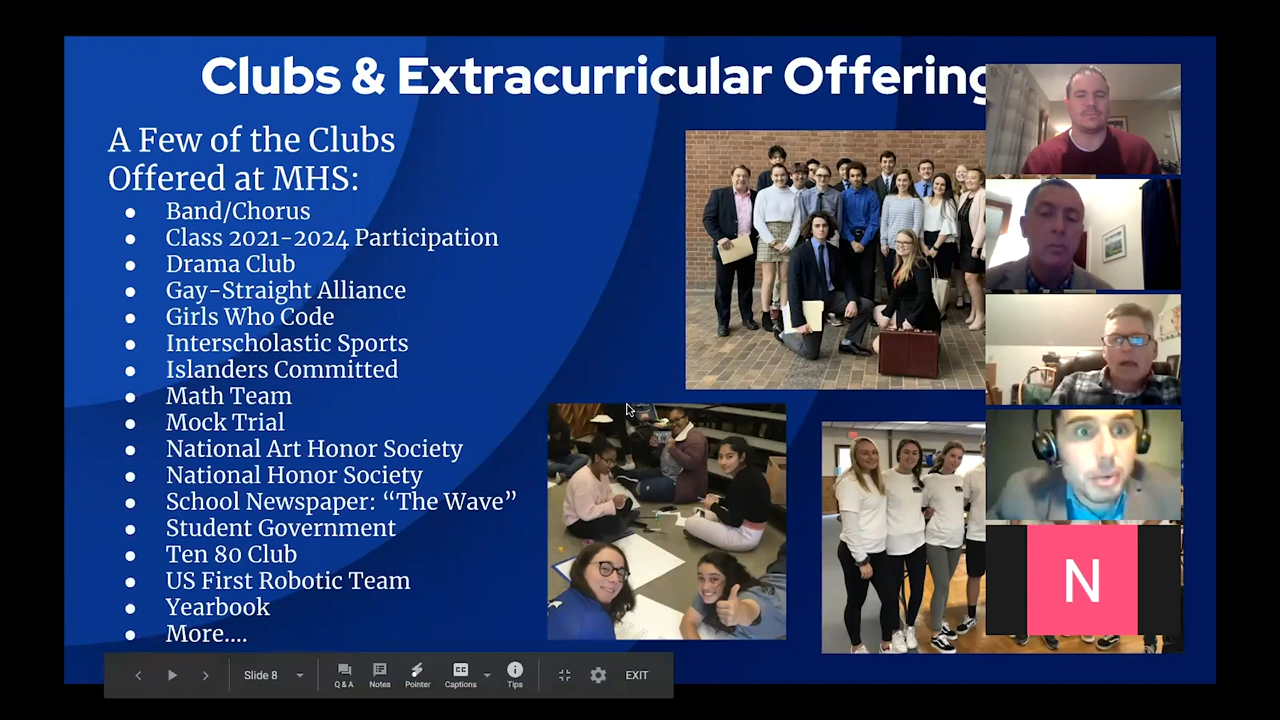 Clubs & Extracurricular Offering
A Few of the Clubs
Offered at MHS:
● Band/Chorus
● Class 2021-2024 Participation
● Drama Club
● Gay-Straight Alliance
● Girls Who Code
● Interscholastic Sports
● Islanders Committed
● Math Team
● Mock Trial
● National Art Honor Society
● National Honor Society
● School Newspaper: “The Wave”
● Student Government
● Ten 80 Club
● US First Robotic Team
● Yearbook
● More....
N
Slide 8
Q & A
Notes
Pointer
CC
Captions
Tips
EXIT